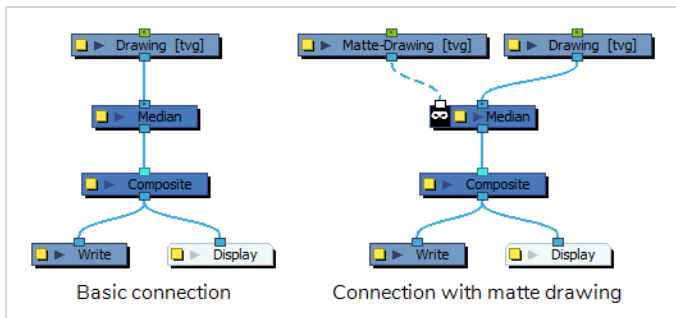 Drawing [tvg]
Median
Composite
Write
Display
Basic connection
Matte-Drawing [tvg]
Drawing [tvg]
Median
Composite
Write
Display
Connection with matte drawing